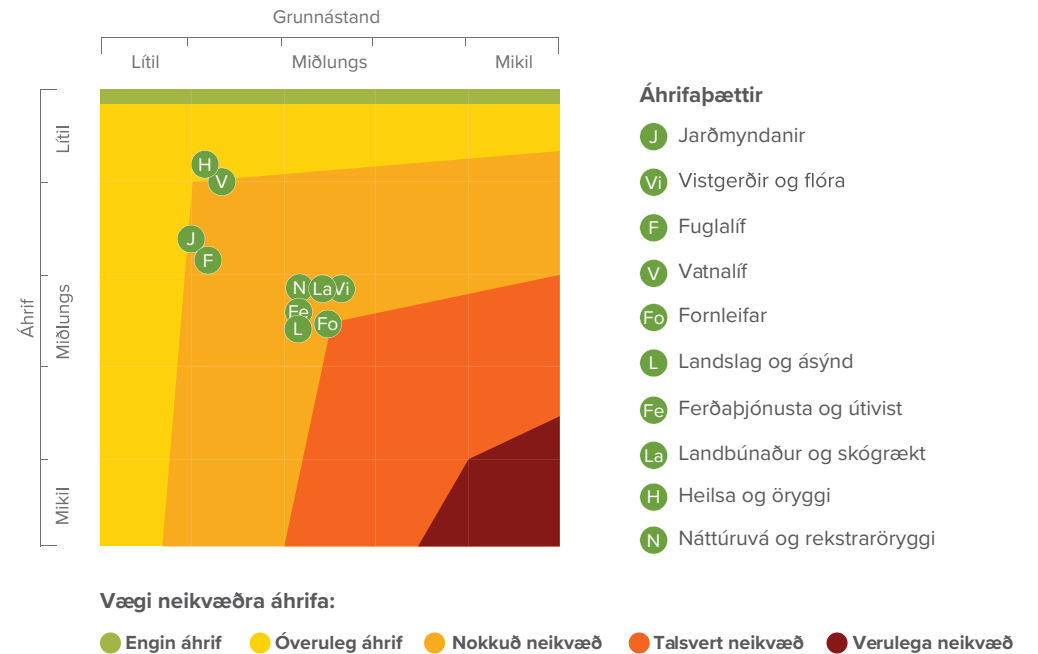 Grunnástand
Lítil Miðlungs Mikil
Áhrif
Lítil
Miðlungs
Mikil
H
V
J
F
N La Vi
Fe
L Fo
Áhrifaþættir
J Jarðmyndanir
Vi Vistgerðir og flóra
F Fuglalíf
V Vatnalíf
Fo Fornleifar
L Landslag og ásýnd
Fe Ferðaþjónusta og útivist
La Landbúnaður og skógrækt
H Heilsa og öryggi
N Náttúruvá og rekstraröryggi
Vægi neikvæðra áhrifa:
Engin áhrif Óveruleg áhrif Nokkuð neikvæð Talsvert neikvæð Verulega neikvæð